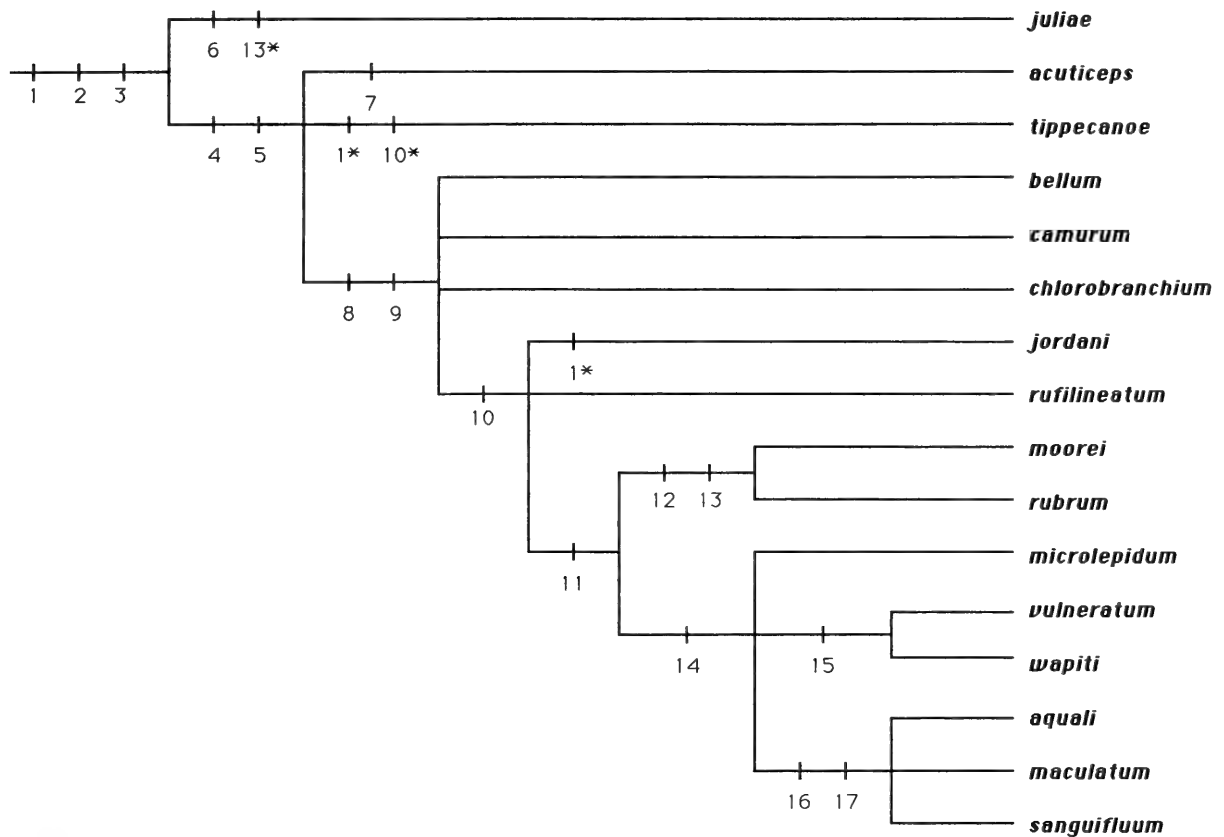 juliae
6 13*
1 2 3
acuticeps
7
tippecanoe
4 5 1* 10*
bellum
camurum
chlorobranchium
8 9
jordani
1*
rufilineatum
10
moorei
12 13
rubrum
microlepidum
11
vulneratum
14 15
wapiti
aquali
maculatum
16 17
sanguifluum